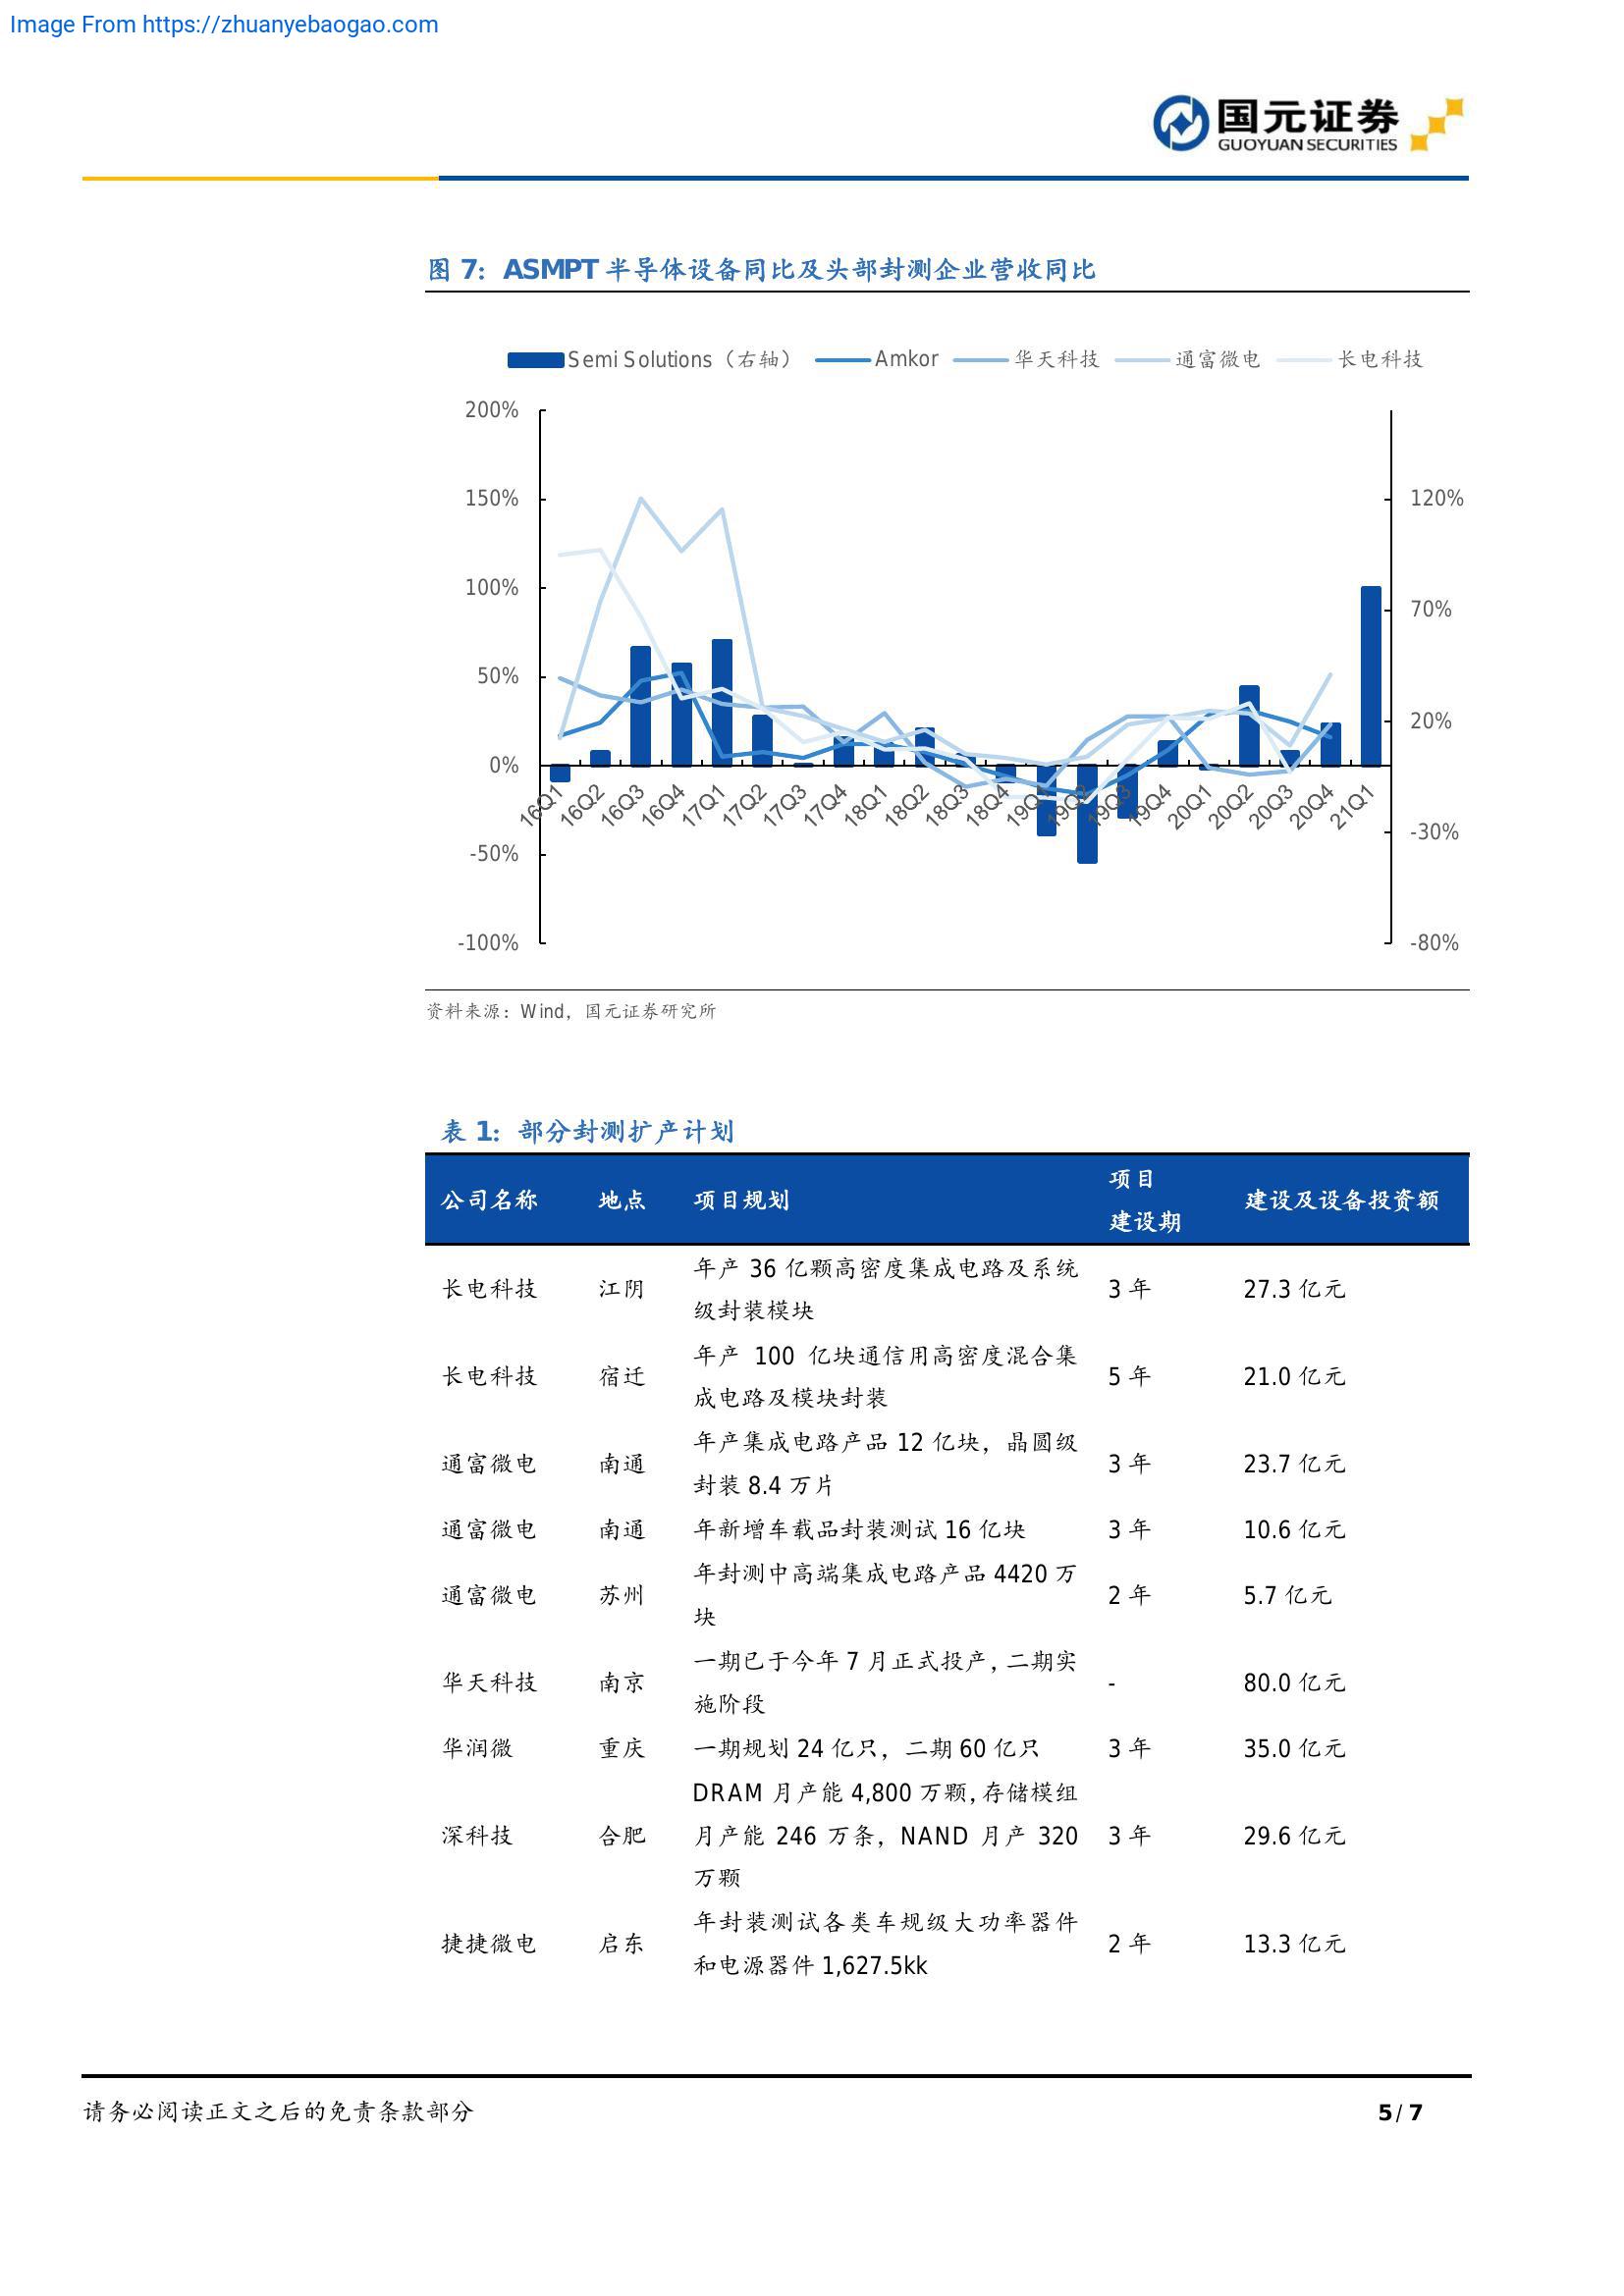 Image From https://zhuanyebaogao.com
国元证券
GUOYUAN SECURITIES
图 7：ASMPT 半导体设备同比及头部封测企业营收同比
Semi Solutions（右轴） Amkor 华天科技 通富微电 长电科技
200%
150%
100%
50%
0%
-50%
-100%
120%
70%
20%
-30%
-80%
16Q1 16Q2 16Q3 16Q4 17Q1 17Q2 17Q3 17Q4 18Q1 18Q2 18Q3 18Q4 19Q1 19Q2 19Q3 19Q4 20Q1 20Q2 20Q3 20Q4 21Q1
资料来源：Wind，国元证券研究所
表 1：部分封测扩产计划
公司名称 地点 项目规划 项目 建设及设备投资额
建设期
年产 36 亿颗高密度集成电路及系统
长电科技 江阴 3 年 27.3 亿元
级封装模块
年产 100 亿块通信用高密度混合集
长电科技 宿迁 5 年 21.0 亿元
成电路及模块封装
年产集成电路产品 12 亿块，晶圆级
通富微电 南通 3 年 23.7 亿元
封装 8.4 万片
通富微电 南通 年新增车载品封装测试 16 亿块 3 年 10.6 亿元
年封测中高端集成电路产品 4420 万
通富微电 苏州 2 年 5.7 亿元
块
一期已于今年 7 月正式投产，二期实
华天科技 南京 - 80.0 亿元
施阶段
华润微 重庆 一期规划 24 亿只，二期 60 亿只 3 年 35.0 亿元
DRAM 月产能 4,800 万颗，存储模组
深科技 合肥 月产能 246 万条，NAND 月产 320 3 年 29.6 亿元
万颗
年封装测试各类车规级大功率器件
捷捷微电 启东 2 年 13.3 亿元
和电源器件 1,627.5kk
请务必阅读正文之后的免责条款部分 5 / 7